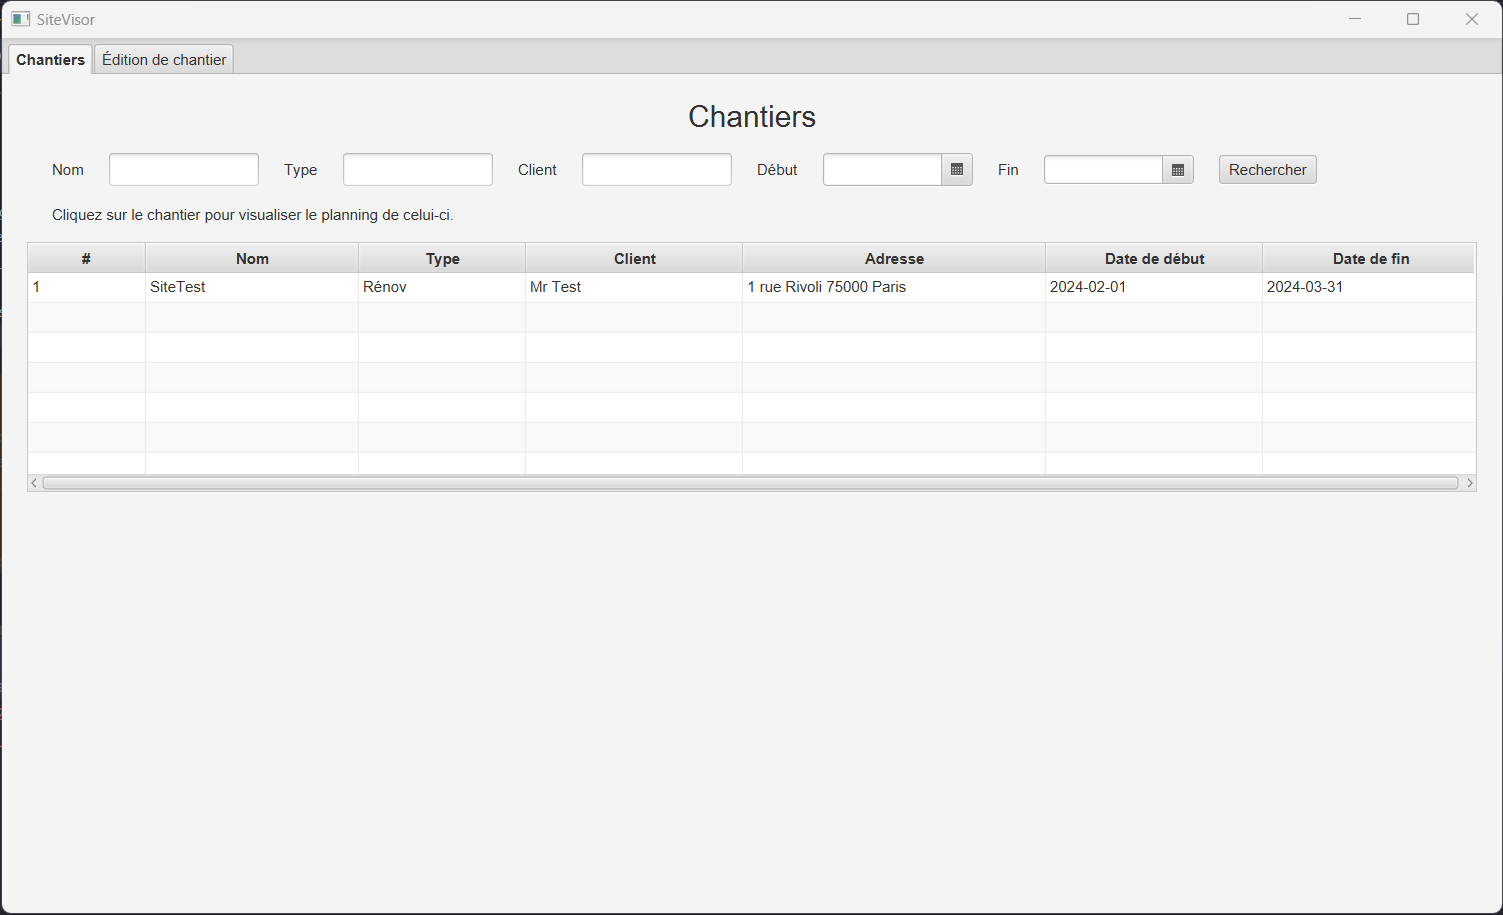 SiteVisor
Chantiers Édition de chantier
Chantiers
Nom Type Client Début Fin Rechercher
Cliquez sur le chantier pour visualiser le planning de celui-ci.
# Nom Type Client Adresse Date de début Date de fin
1 SiteTest Rénov Mr Test 1 rue Rivoli 75000 Paris 2024-02-01 2024-03-31